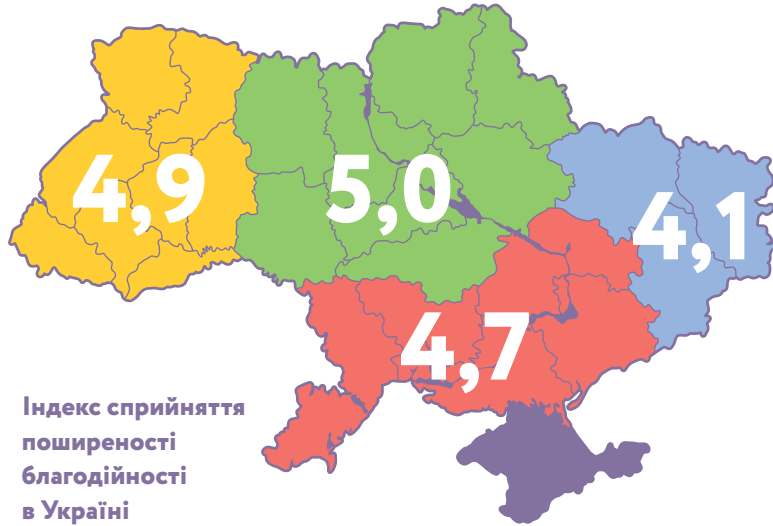 4,9
5,0
4,1
4,7
Індекс сприйняття
поширеності
благодійності
в Україні